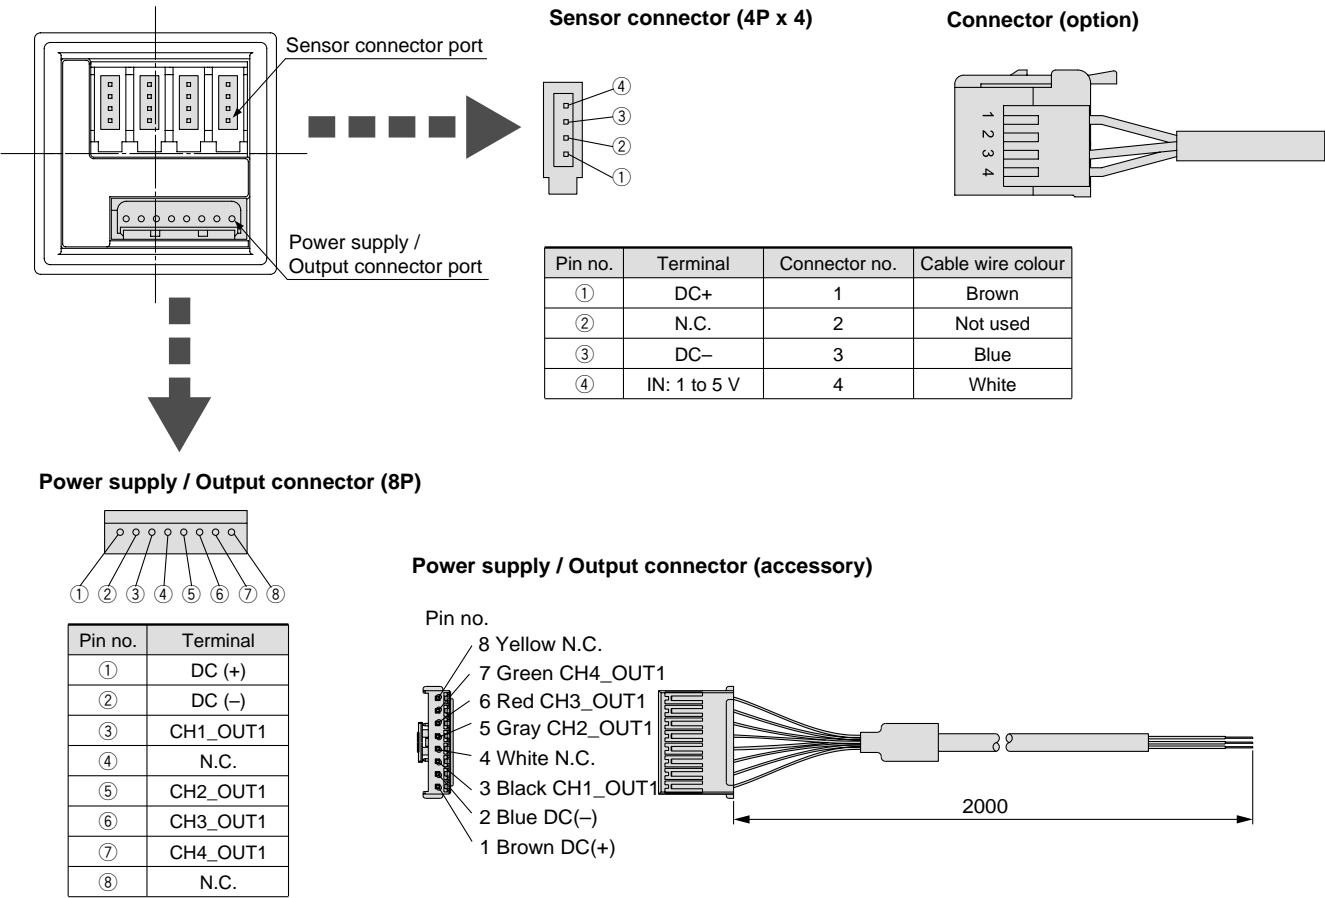 Sensor connector (4P x 4)
Connector (option)
Sensor connector port
④
③
②
①
1
2
3
4
Power supply /
Output connector port
Pin no. Terminal Connector no. Cable wire colour
① DC+ 1 Brown
② N.C. 2 Not used
③ DC– 3 Blue
④ IN: 1 to 5 V 4 White
Power supply / Output connector (8P)
① ② ③ ④ ⑤ ⑥ ⑦ ⑧
Pin no. Terminal
① DC (+)
② DC (–)
③ CH1_OUT1
④ N.C.
⑤ CH2_OUT1
⑥ CH3_OUT1
⑦ CH4_OUT1
⑧ N.C.
Power supply / Output connector (accessory)
Pin no.
8 Yellow N.C.
7 Green CH4_OUT1
6 Red CH3_OUT1
5 Gray CH2_OUT1
4 White N.C.
3 Black CH1_OUT1
2 Blue DC(–)
1 Brown DC(+)
2000